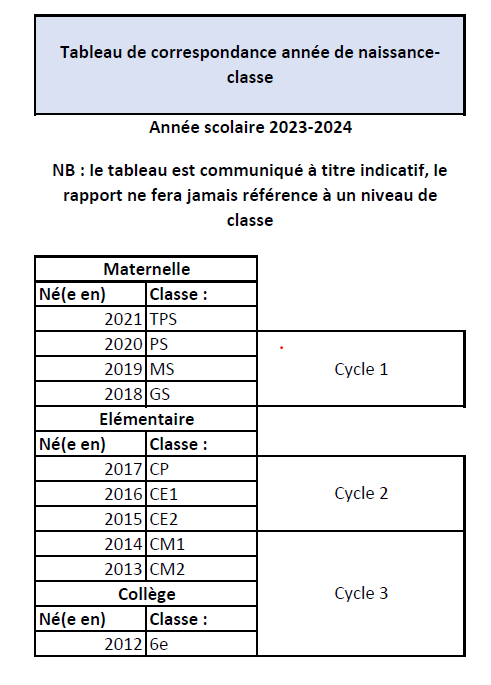 Tableau de correspondance année de naissance-
classe
Année scolaire 2023-2024
NB : le tableau est communiqué à titre indicatif, le
rapport ne fera jamais référence à un niveau de
classe
Maternelle
Né(e en) Classe :
2021 TPS
2020 PS
2019 MS Cycle 1
2018 GS
Elémentaire
Né(e en) Classe :
2017 CP
2016 CE1 Cycle 2
2015 CE2
2014 CM1
2013 CM2
Collège Cycle 3
Né(e en) Classe :
2012 6e